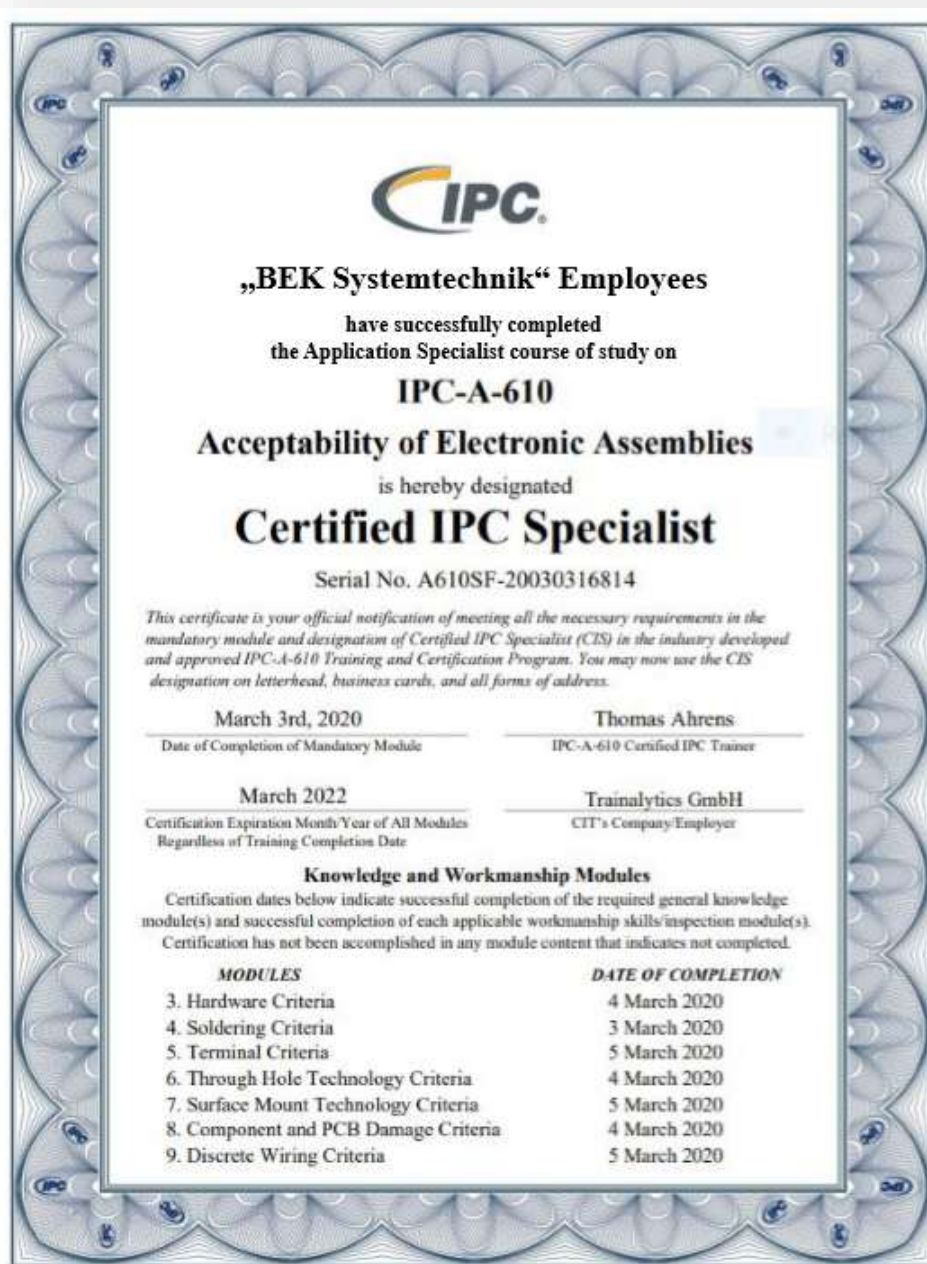 IPC
IPC
IPC.
„BEK Systemtechnik“ Employees
have successfully completed
the Application Specialist course of study on
IPC-A-610
Acceptability of Electronic Assemblies
is hereby designated
Certified IPC Specialist
Serial No. A610SF-20030316814
This certificate is your official notification of meeting all the necessary requirements in the
mandatory module and designation of Certified IPC Specialist (CIS) in the industry developed
and approved IPC-A-610 Training and Certification Program. You may now use the CIS
designation on letterhead, business cards, and all forms of address.
March 3rd, 2020 Thomas Ahrens
Date of Completion of Mandatory Module IPC-A-610 Certified IPC Trainer
March 2022 Trainalytics GmbH
Certification Expiration Month/Year of All Modules CIT's Company/Employer
Regardless of Training Completion Date
Knowledge and Workmanship Modules
Certification dates below indicate successful completion of the required general knowledge
module(s) and successful completion of each applicable workmanship skills/inspection module(s).
Certification has not been accomplished in any module content that indicates not completed.
MODULES DATE OF COMPLETION
3. Hardware Criteria 4 March 2020
4. Soldering Criteria 3 March 2020
5. Terminal Criteria 5 March 2020
6. Through Hole Technology Criteria 4 March 2020
7. Surface Mount Technology Criteria 5 March 2020
8. Component and PCB Damage Criteria 4 March 2020
9. Discrete Wiring Criteria 5 March 2020
IPC
IPC